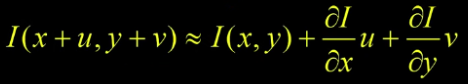 I(x+u, y+v) ≈ I(x, y) + ∂I/∂x u + ∂I/∂y v